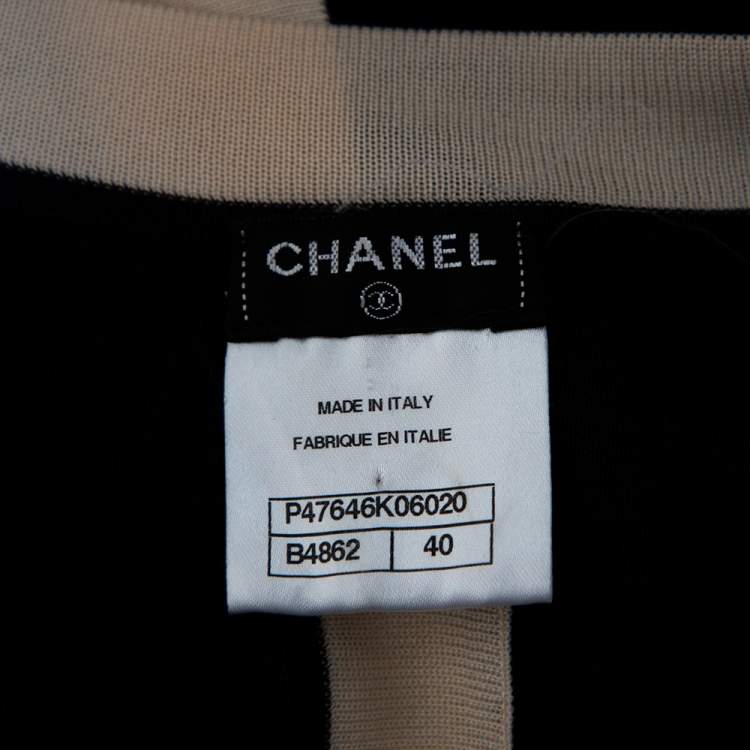 CHANEL
MADE IN ITALY
FABRIQUE EN ITALIE
P47646K06020
B4862 40